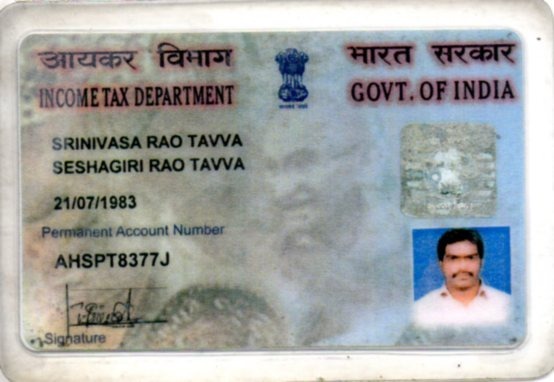 आयकर विभाग
INCOME TAX DEPARTMENT
भारत सरकार
GOVT. OF INDIA
SRINIVASA RAO TAVVA
SESHAGIRI RAO TAVVA
21/07/1983
Permanent Account Number
AHSPT8377J
Signature